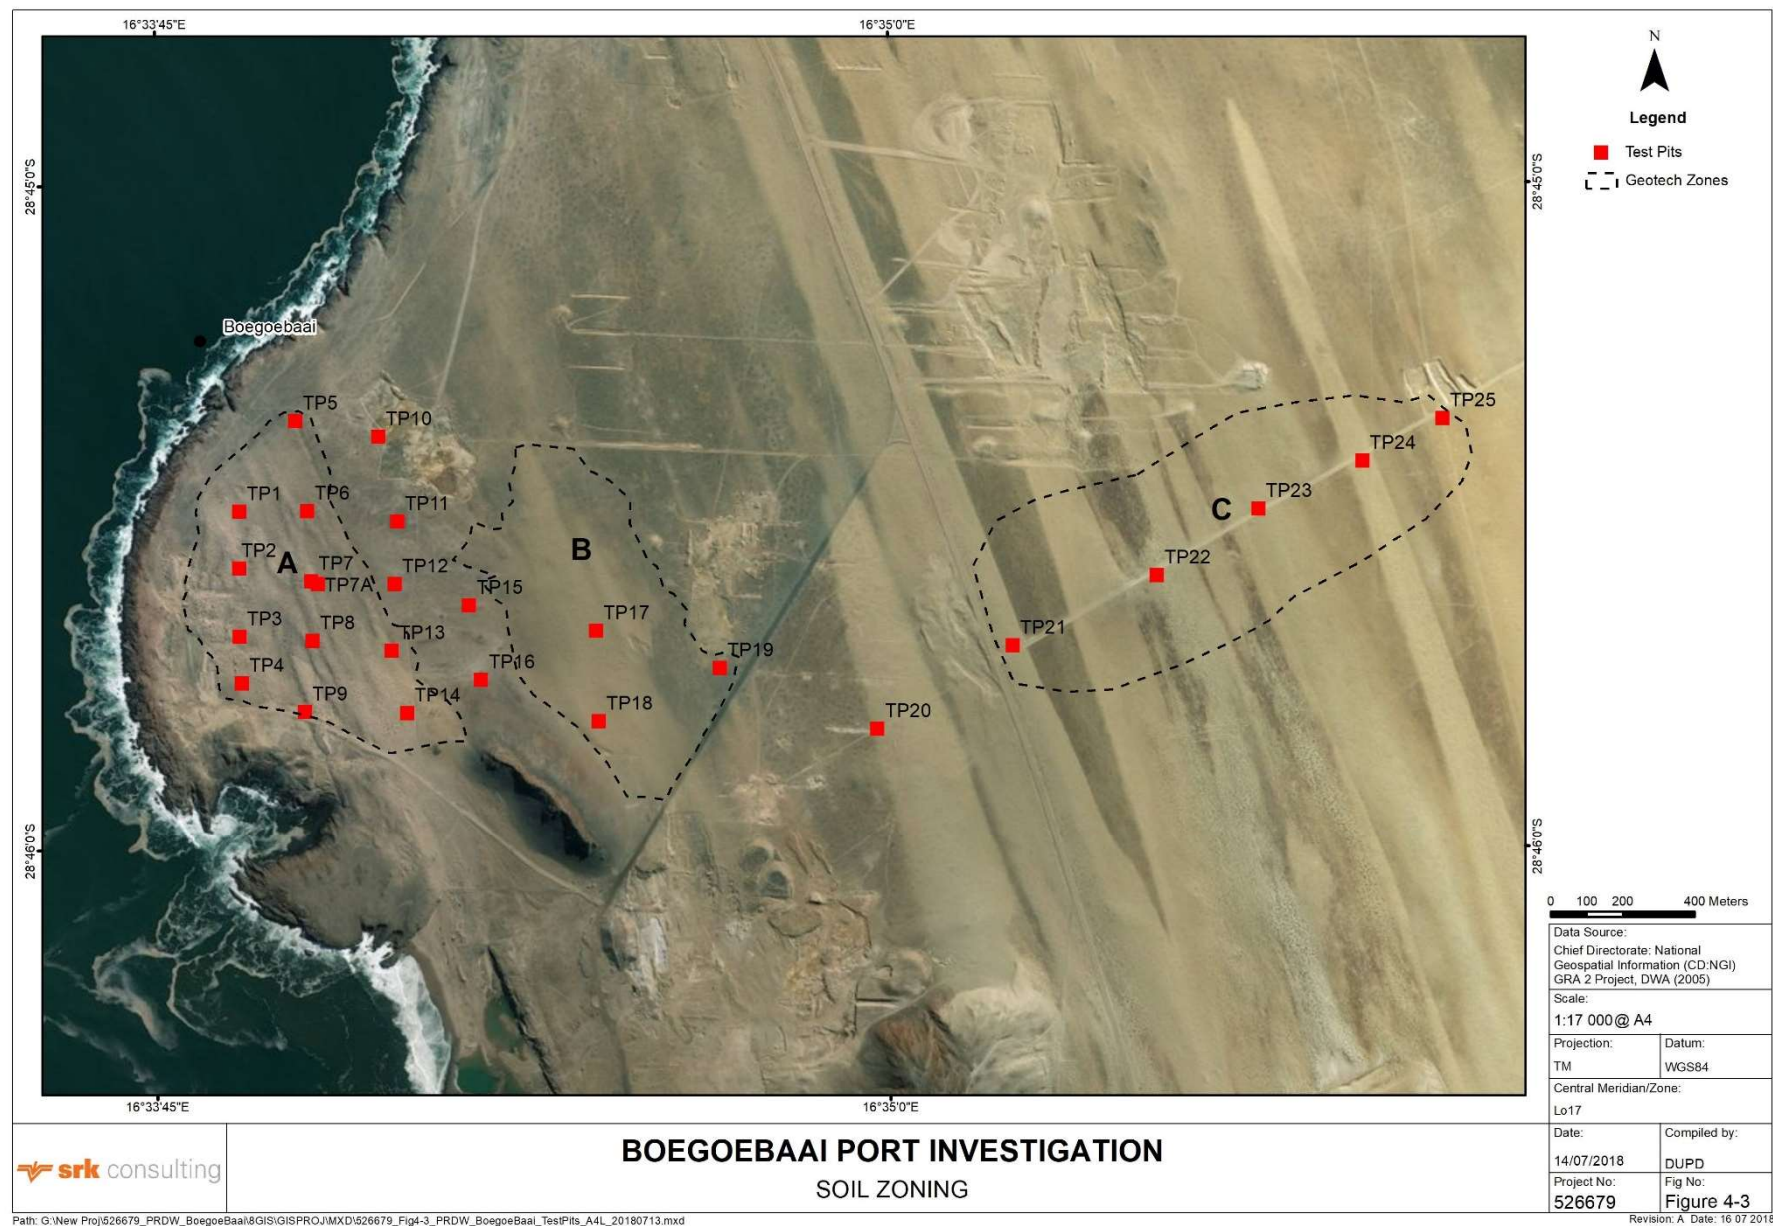 16°33'45"E
16°35'0"E
N
Legend
Test Pits
Geotech Zones
28°45'0"S
28°45'0"S
Boegoebaai
TP5
TP10
TP25
TP24
TP1
TP6
TP11
B
C
TP23
TP2
A
TP7
TP7A
TP12
TP15
TP22
TP3
TP8
TP13
TP17
TP21
TP4
TP16
TP19
TP9
TP14
TP18
TP20
28°46'0"S
28°46'0"S
16°33'45"E
16°35'0"E
0 100 200 400 Meters
Data Source:
Chief Directorate: National
Geospatial Information (CD:NGI)
GRA 2 Project, DWA (2005)
Scale:
1:17 000@ A4
Projection: Datum:
TM WGS84
Central Meridian/Zone:
Lo17
Date: Compiled by:
14/07/2018 DUPD
Project No: Fig No:
526679 Figure 4-3
srk consulting
BOEGOEBAAI PORT INVESTIGATION
SOIL ZONING
Path: G:\New Proj\526679_PRDW_BoegoeBaai\8GIS\GISPROJ\MXD\526679_Fig4-3_PRDW_BoegoeBaai_TestPits_A4L_20180713.mxd
Revision: A Date: 16 07 2018